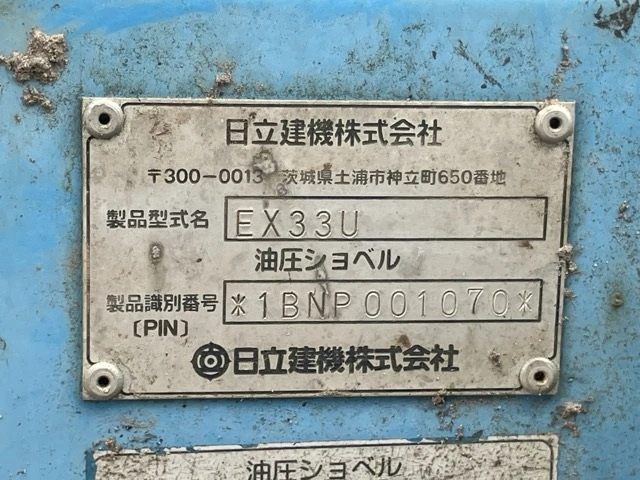 日立建機株式会社
〒300-0013 茨城県土浦市神立町650番地
製品型式名 EX33U
油圧ショベル
製品識別番号 *1BNP001070*
〔PIN〕
日立建機株式会社
油圧ショベル